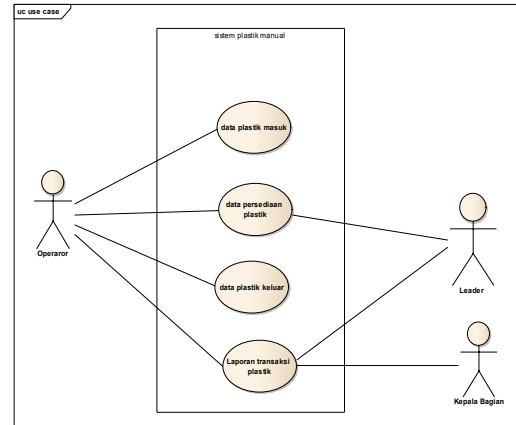 uc use case
sistem plastik manual
data plastik masuk
data persediaan
plastik
data plastik keluar
Laporan transaksi
plastik
Operaror
Leader
Kepala Bagian